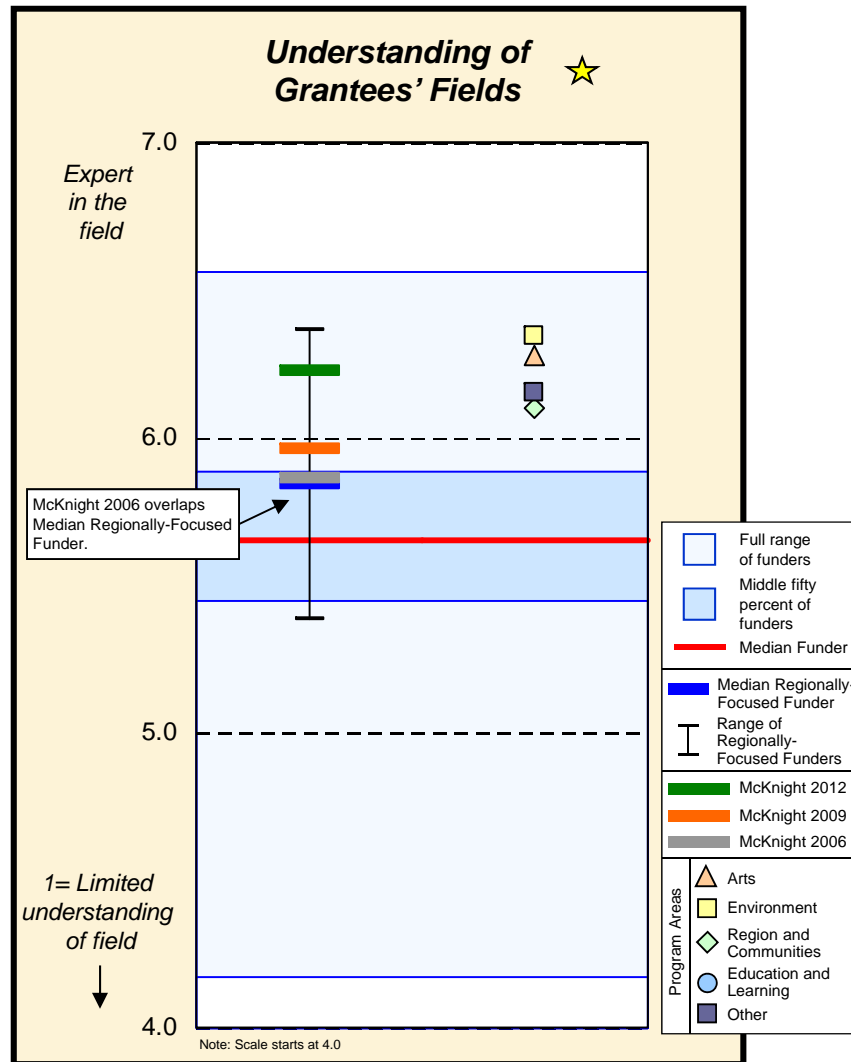 Understanding of
Grantees’ Fields
7.0
Expert
in the
field
6.0
McKnight 2006 overlaps
Median Regionally-Focused
Funder.
5.0
1= Limited
understanding
of field
4.0
Note: Scale starts at 4.0
Full range
of funders
Middle fifty
percent of
funders
Median Funder
Median Regionally-
Focused Funder
Range of
Regionally-
Focused Funders
McKnight 2012
McKnight 2009
McKnight 2006
Program Areas
Arts
Environment
Region and
Communities
Education and
Learning
Other